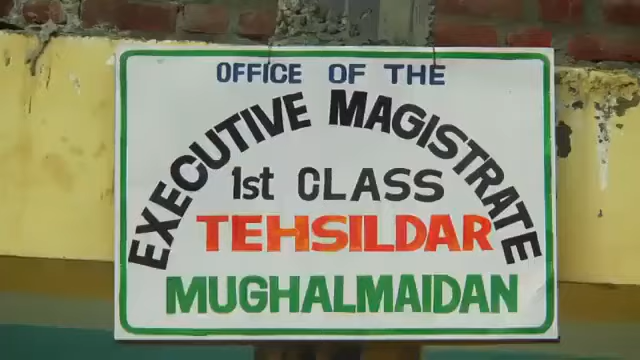 OFFICE OF THE
EXECUTIVE MAGISTRATE
1st CLASS
TEHSILDAR
MUGHALMAIDAN